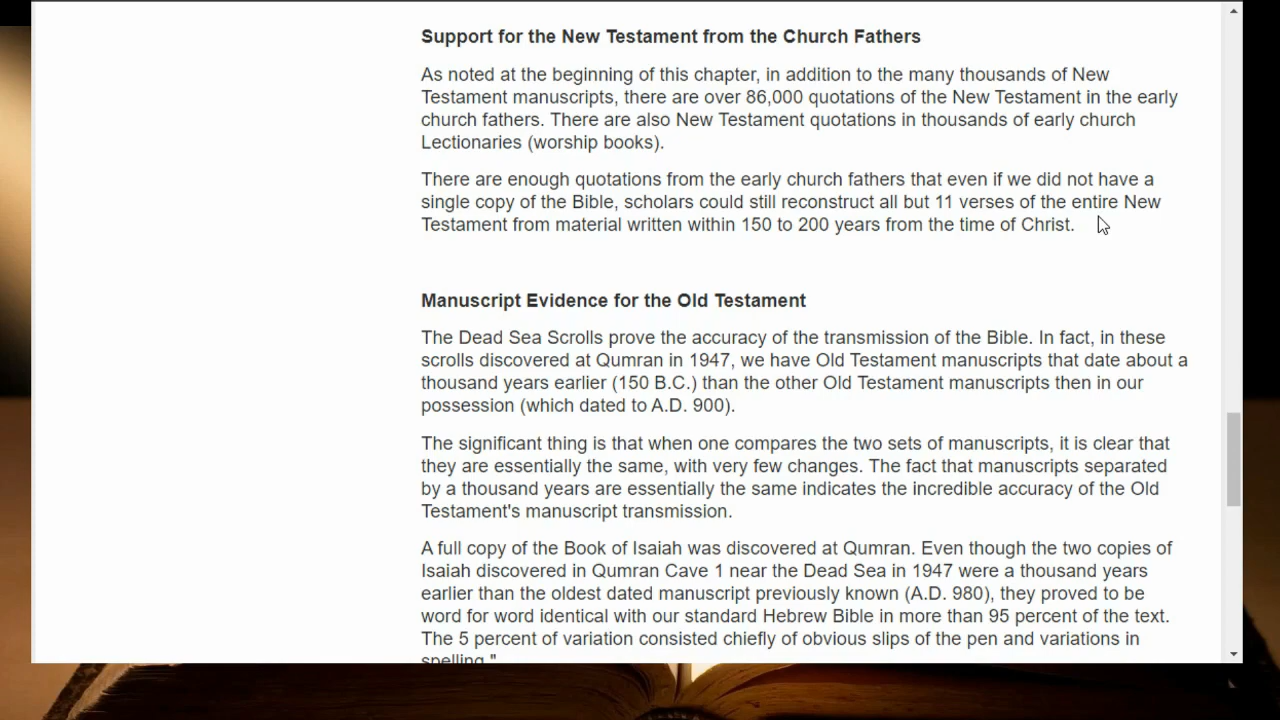 Support for the New Testament from the Church Fathers
As noted at the beginning of this chapter, in addition to the many thousands of New
Testament manuscripts, there are over 86,000 quotations of the New Testament in the early
church fathers. There are also New Testament quotations in thousands of early church
Lectionaries (worship books).
There are enough quotations from the early church fathers that even if we did not have a
single copy of the Bible, scholars could still reconstruct all but 11 verses of the entire New
Testament from material written within 150 to 200 years from the time of Christ.
Manuscript Evidence for the Old Testament
The Dead Sea Scrolls prove the accuracy of the transmission of the Bible. In fact, in these
scrolls discovered at Qumran in 1947, we have Old Testament manuscripts that date about a
thousand years earlier (150 B.C.) than the other Old Testament manuscripts then in our
possession (which dated to A.D. 900).
The significant thing is that when one compares the two sets of manuscripts, it is clear that
they are essentially the same, with very few changes. The fact that manuscripts separated
by a thousand years are essentially the same indicates the incredible accuracy of the Old
Testament's manuscript transmission.
A full copy of the Book of Isaiah was discovered at Qumran. Even though the two copies of
Isaiah discovered in Qumran Cave 1 near the Dead Sea in 1947 were a thousand years
earlier than the oldest dated manuscript previously known (A.D. 980), they proved to be
word for word identical with our standard Hebrew Bible in more than 95 percent of the text.
The 5 percent of variation consisted chiefly of obvious slips of the pen and variations in
spelling."